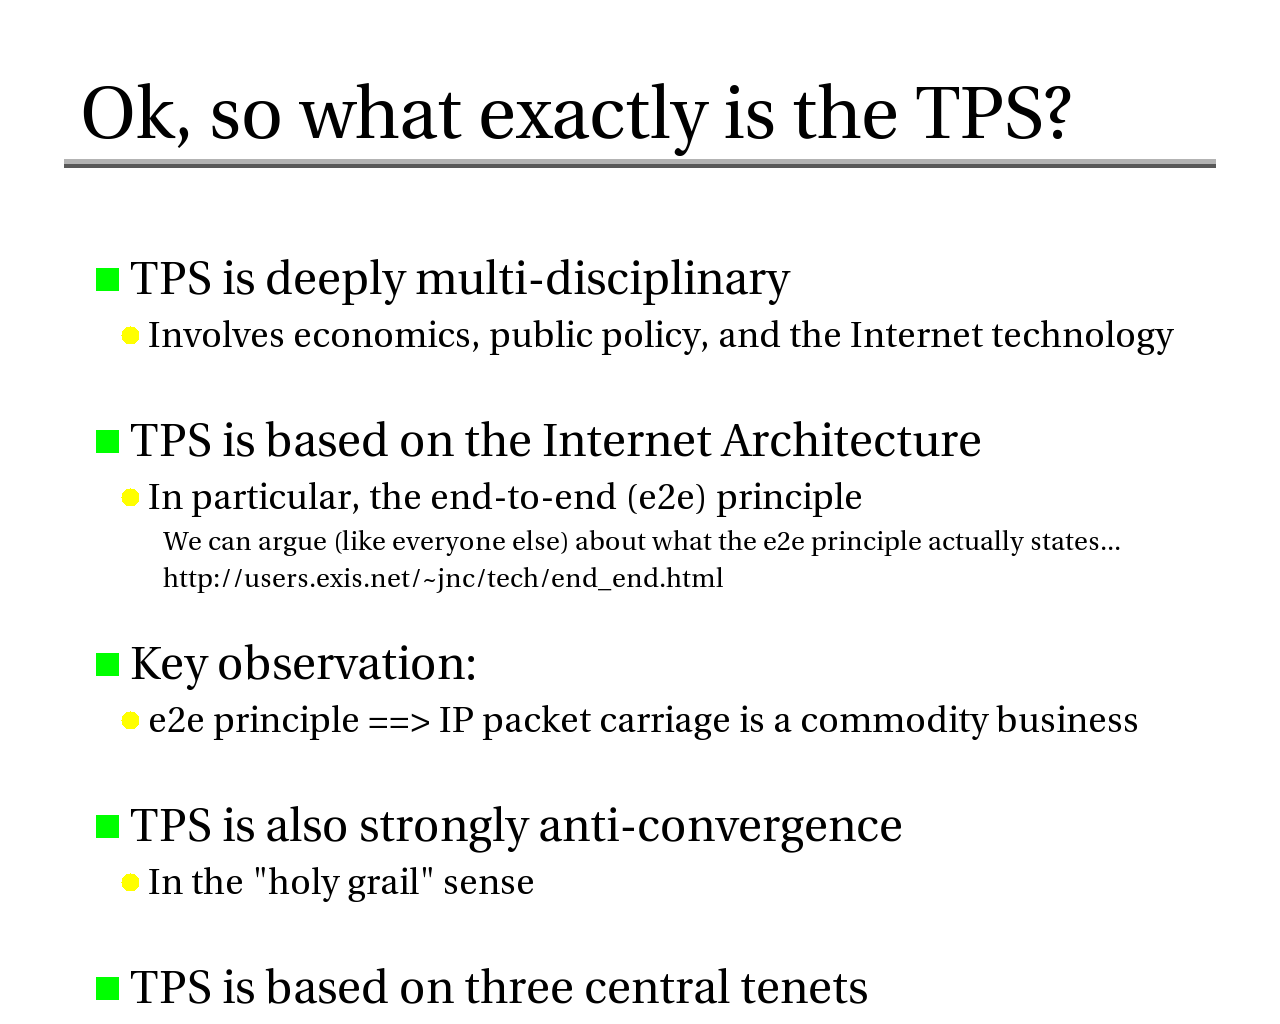 Ok, so what exactly is the TPS?
TPS is deeply multi-disciplinary
Involves economics, public policy, and the Internet technology
TPS is based on the Internet Architecture
In particular, the end-to-end (e2e) principle
We can argue (like everyone else) about what the e2e principle actually states...
http://users.exis.net/~jnc/tech/end_end.html
Key observation:
e2e principle ==> IP packet carriage is a commodity business
TPS is also strongly anti-convergence
In the "holy grail" sense
TPS is based on three central tenets